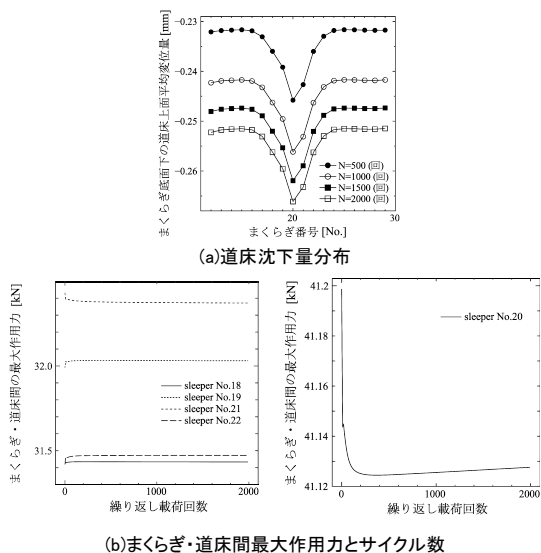 まくらぎ底面下の道床上面平均変位量 [mm]
−0.23
−0.24
−0.25
−0.26
N=500 (回)
N=1000 (回)
N=1500 (回)
N=2000 (回)
20
30
まくらぎ番号 [No.]
(a)道床沈下量分布
まくらぎ・道床間の最大作用力 [kN]
32.0
31.5
sleeper No.18
sleeper No.19
sleeper No.21
sleeper No.22
0
1000
2000
繰り返し載荷回数
まくらぎ・道床間の最大作用力 [kN]
41.2
41.18
41.16
41.14
41.12
sleeper No.20
0
1000
2000
繰り返し載荷回数
(b)まくらぎ・道床間最大作用力とサイクル数